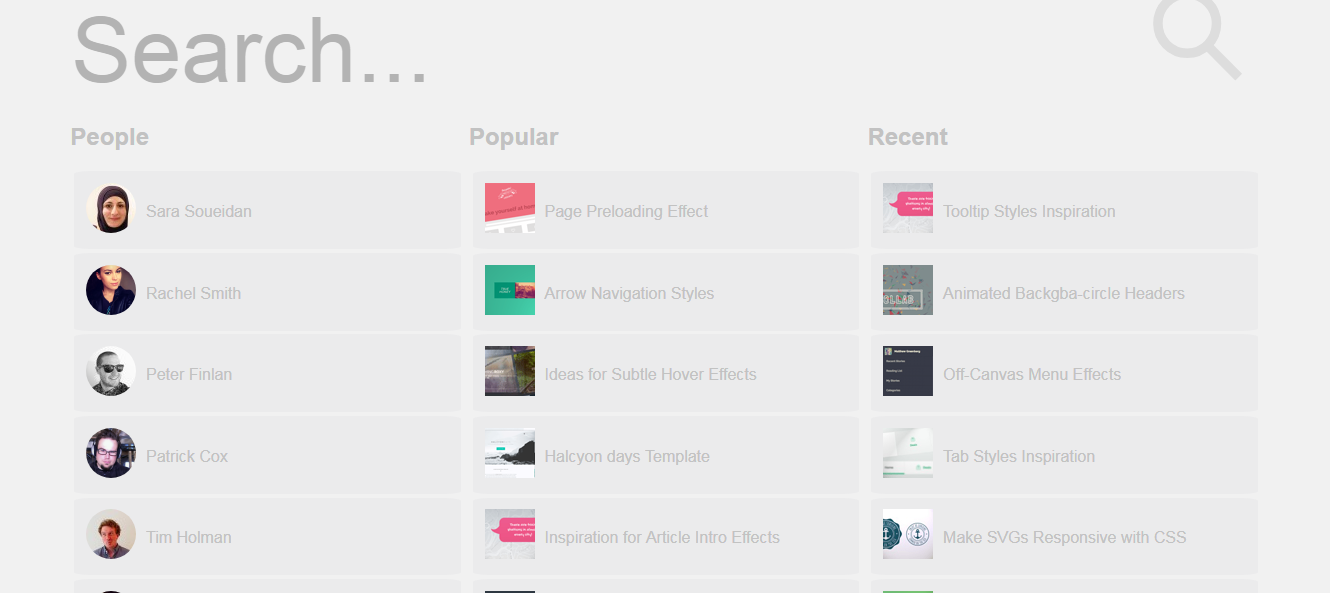 Search...
People
Sara Soueidan
Rachel Smith
Peter Finlan
Patrick Cox
Tim Holman
Popular
Page Preloading Effect
Arrow Navigation Styles
Ideas for Subtle Hover Effects
Halcyon days Template
Inspiration for Article Intro Effects
Recent
Tooltip Styles Inspiration
Animated Backgba-circle Headers
Off-Canvas Menu Effects
Tab Styles Inspiration
Make SVGs Responsive with CSS